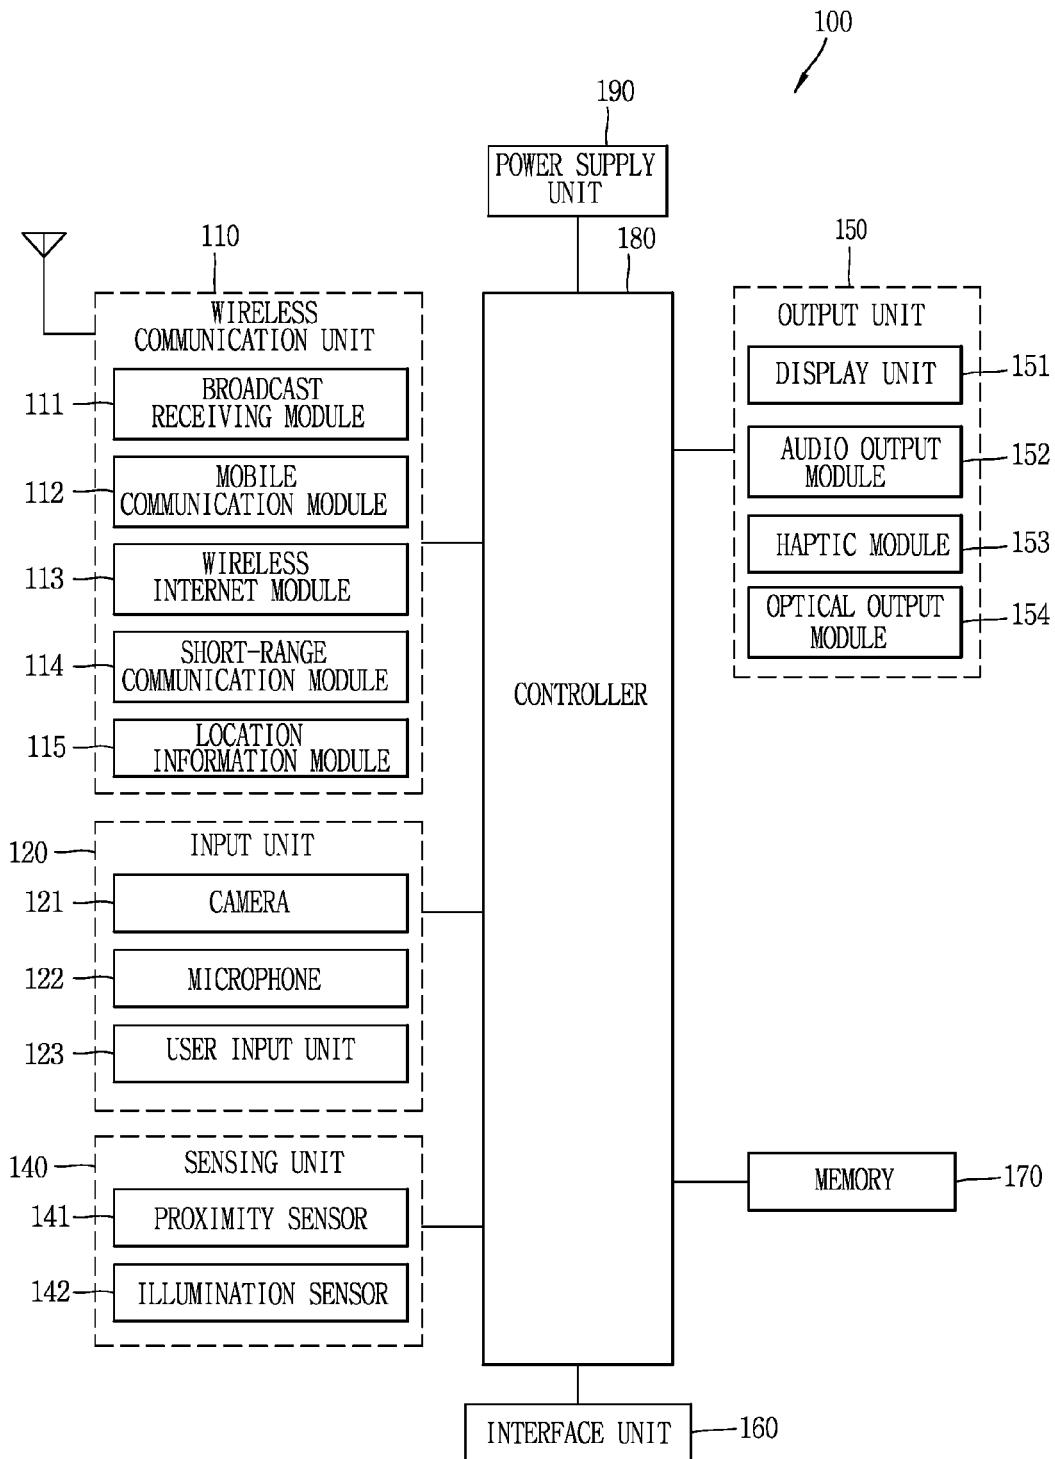 100
190
POWER SUPPLY
UNIT
110
180
150
WIRELESS
COMMUNICATION UNIT
111
BROADCAST
RECEIVING MODULE
112
MOBILE
COMMUNICATION MODULE
113
WIRELESS
INTERNET MODULE
114
SHORT-RANGE
COMMUNICATION MODULE
115
LOCATION
INFORMATION MODULE
120
INPUT UNIT
121
CAMERA
122
MICROPHONE
123
USER INPUT UNIT
140
SENSING UNIT
141
PROXIMITY SENSOR
142
ILLUMINATION SENSOR
CONTROLLER
OUTPUT UNIT
DISPLAY UNIT
151
AUDIO OUTPUT
MODULE
152
HAPTIC MODULE
153
OPTICAL OUTPUT
MODULE
154
MEMORY
170
INTERFACE UNIT
160